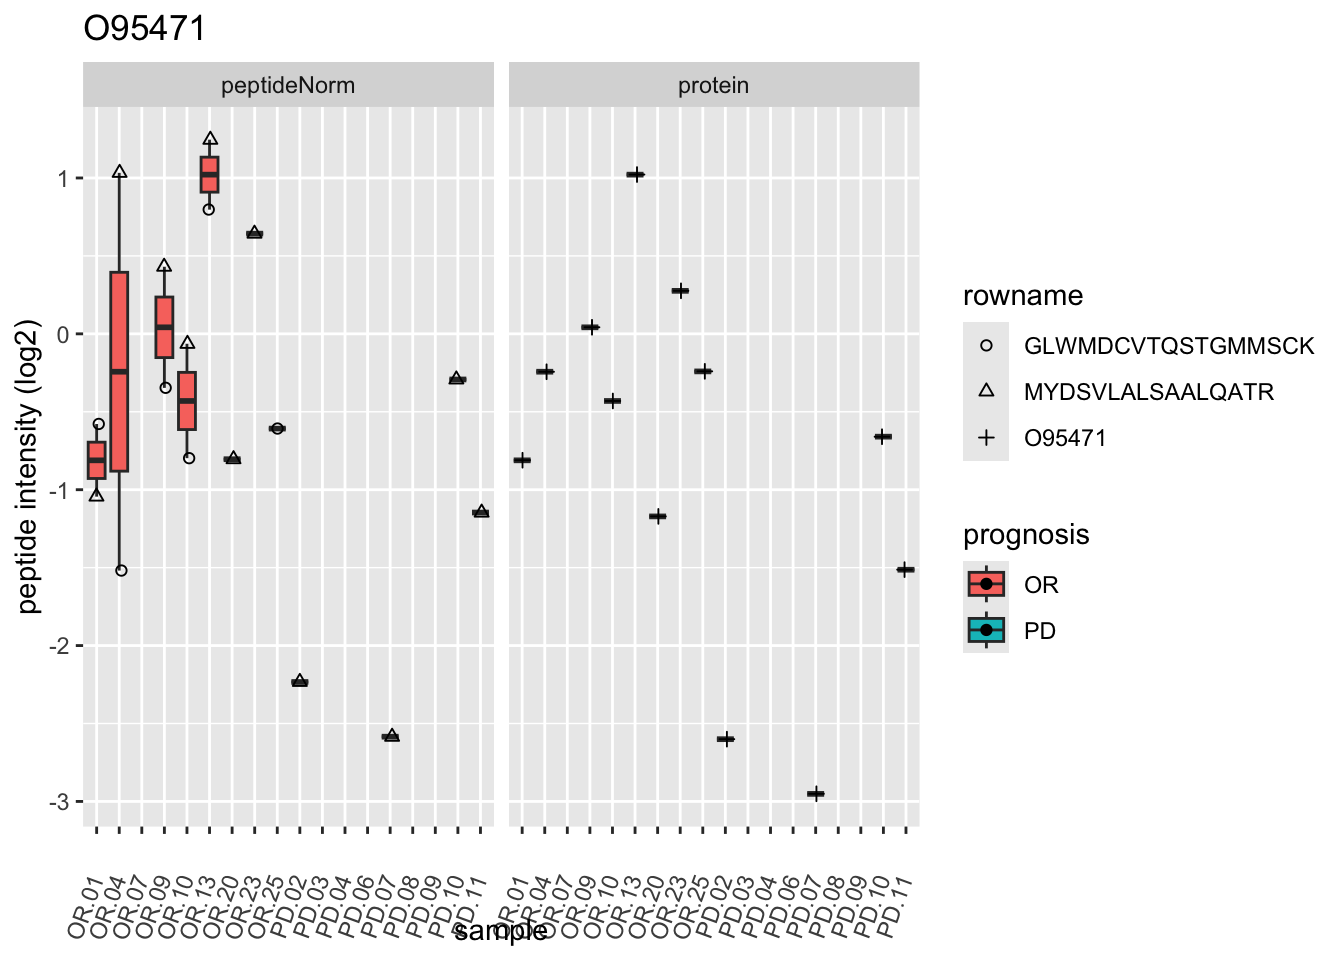 O95471
peptideNorm
protein
peptide intensity (log2)
1
0
-1
-2
-3
OR.01
OR.04
OR.07
OR.09
OR.10
OR.13
OR.20
OR.23
OR.25
PD.02
PD.03
PD.04
PD.06
PD.07
PD.08
PD.09
PD.10
PD.11
OR.01
OR.04
OR.07
OR.09
OR.10
OR.13
OR.20
OR.23
OR.25
PD.02
PD.03
PD.04
PD.06
PD.07
PD.08
PD.09
PD.10
PD.11
sample
rowname
GLWMDCVTQSTGMMSCK
MYDSVLALSAALQATR
O95471
prognosis
OR
PD